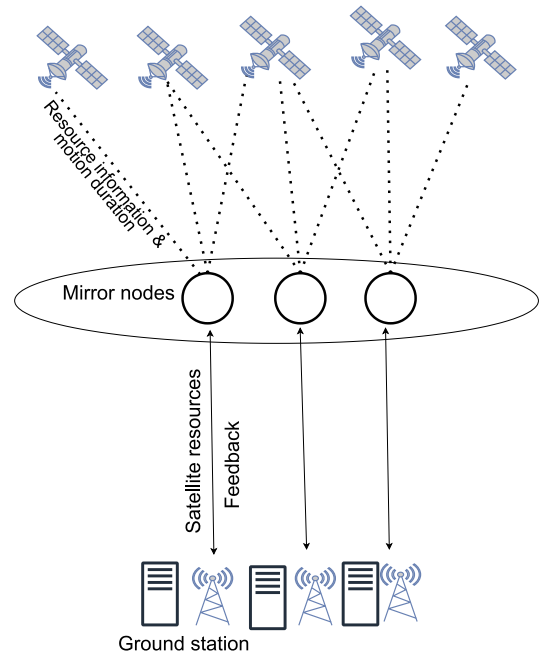 Resource information &
motion duration
Mirror nodes
Satellite resources
Feedback
Ground station